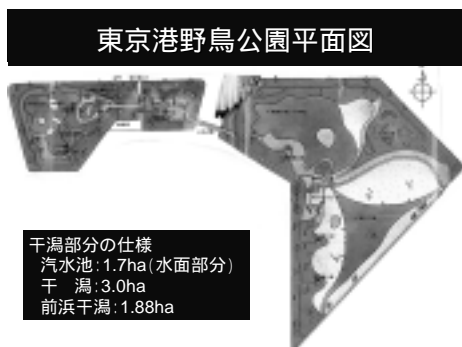 東京港野鳥公園平面図
干潟部分の仕様
汽水池:1.7ha(水面部分)
干 潟:3.0ha
前浜干潟:1.88ha